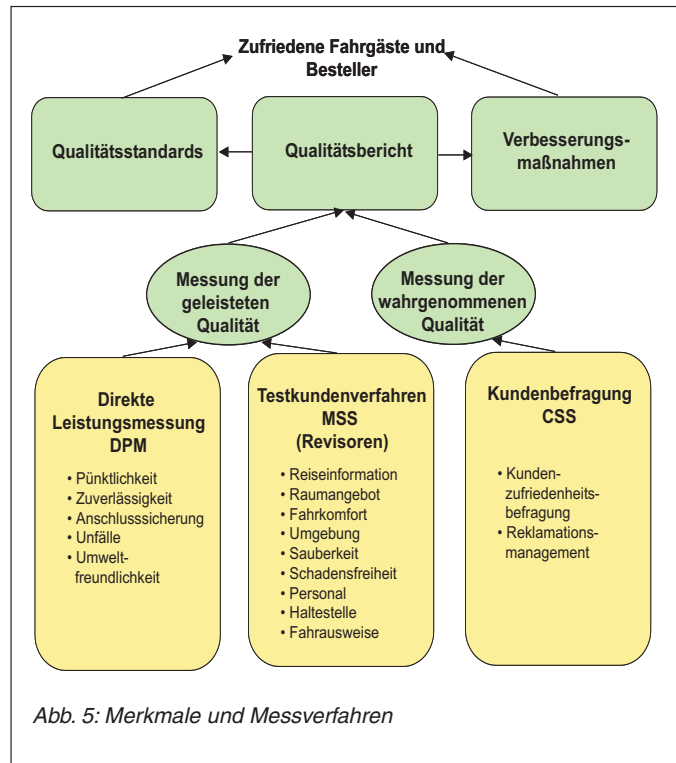 Zufriedene Fahrgäste und
Besteller
Qualitätsstandards
Qualitätsbericht
Verbesserungs-
maßnahmen
Messung der
geleisteten
Qualität
Messung der
wahrgenommenen
Qualität
Direkte
Leistungsmessung
DPM
• Pünktlichkeit
• Zuverlässigkeit
• Anschlusssicherung
• Unfälle
• Umwelt-
freundlichkeit
Testkundenverfahren
MSS
(Revisoren)
• Reiseinformation
• Raumangebot
• Fahrkomfort
• Umgebung
• Sauberkeit
• Schadensfreiheit
• Personal
• Haltestelle
• Fahrausweise
Kundenbefragung
CSS
• Kunden-
zufriedenheits-
befragung
• Reklamations-
management
Abb. 5: Merkmale und Messverfahren